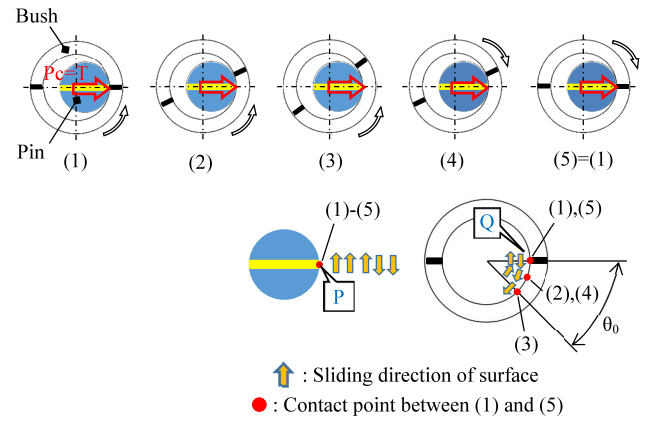 Bush
Pc=T
Pin
(1)
(2)
(3)
(4)
(5)=(1)
(1)-(5)
P
Q
(1),(5)
(2),(4)
(3)
θ0
: Sliding direction of surface
: Contact point between (1) and (5)